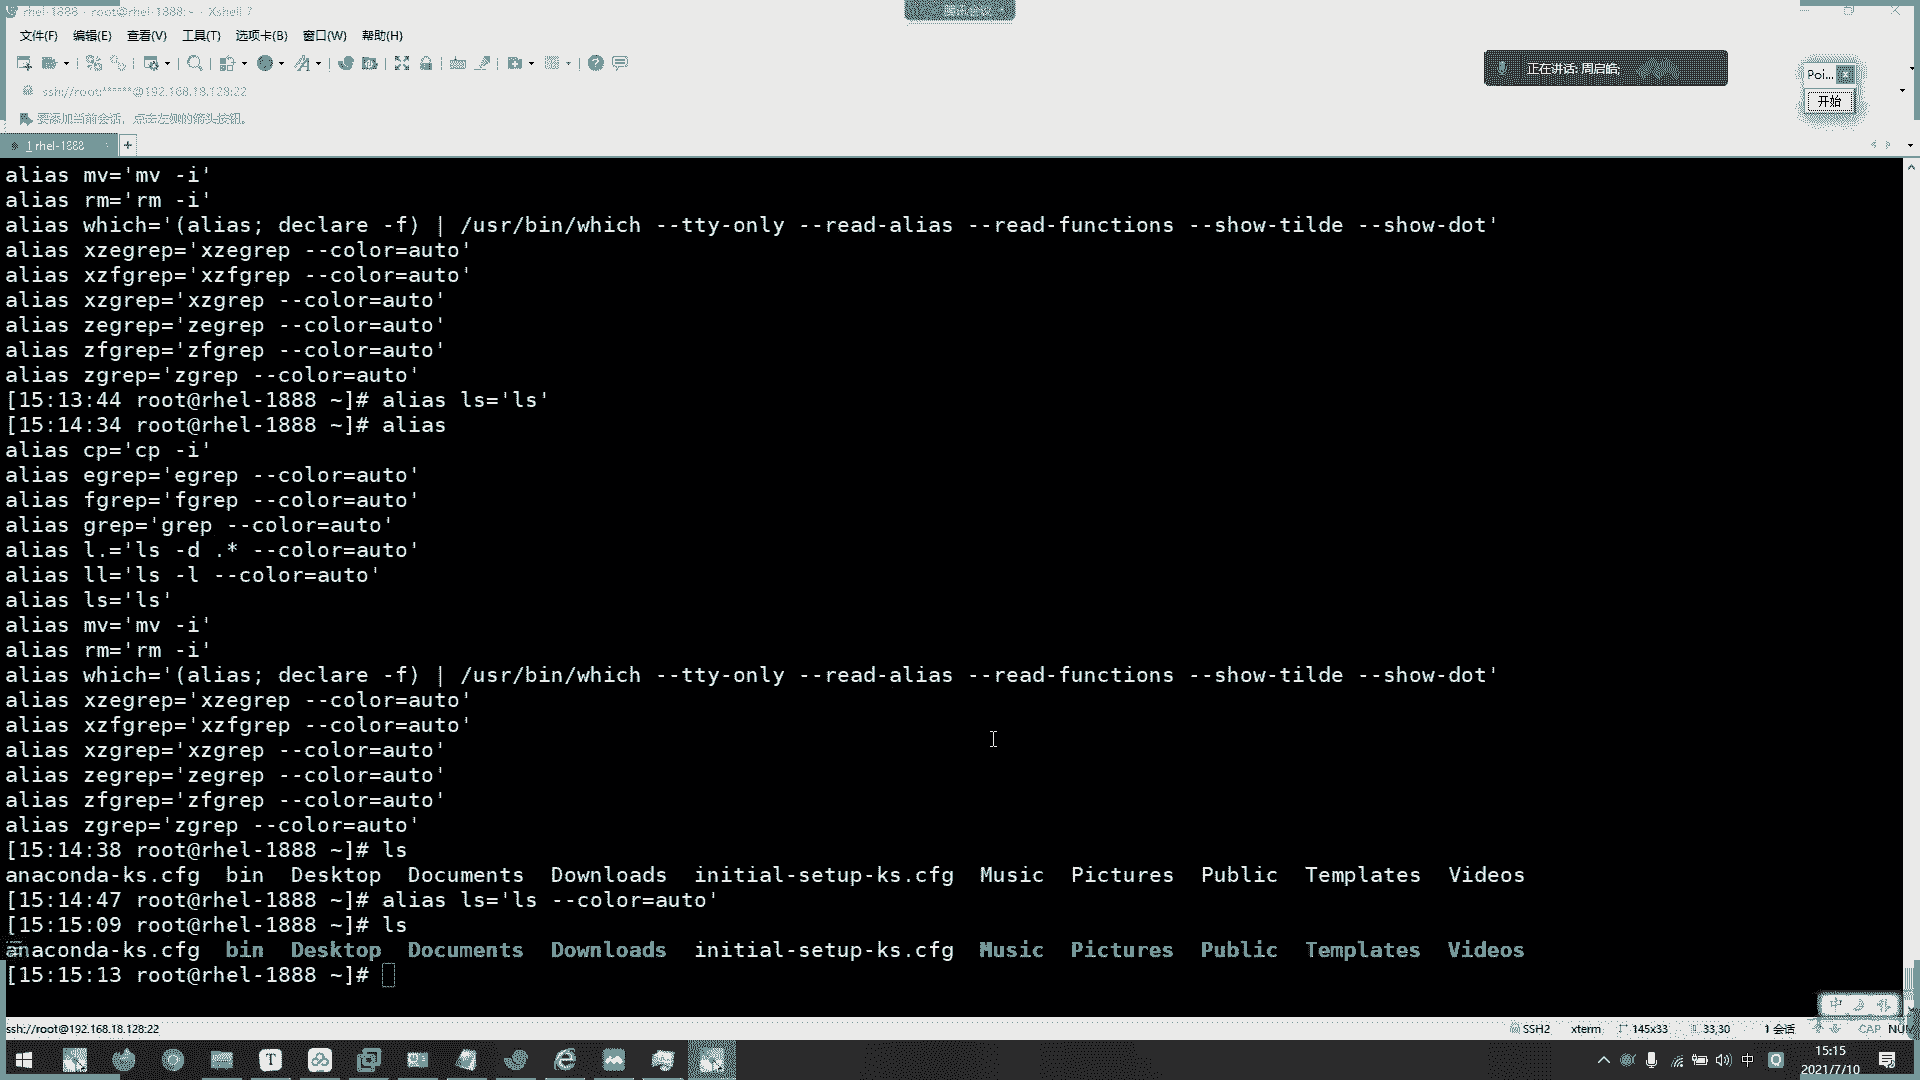 rhel-1888 - root@rhel-1888:~ - Xshell 7
腾讯会议
文件(F) 编辑(E) 查看(V) 工具(T) 选项卡(B) 窗口(W) 帮助(H)
正在讲话: 周启皓;
Poi...
开始
ssh://root:******@192.168.18.128:22
要添加当前会话，点击左侧的箭头按钮。
1 rhel-1888
alias mv='mv -i'
alias rm='rm -i'
alias which='(alias; declare -f) | /usr/bin/which --tty-only --read-alias --read-functions --show-tilde --show-dot'
alias xzegrep='xzegrep --color=auto'
alias xzfgrep='xzfgrep --color=auto'
alias xzgrep='xzgrep --color=auto'
alias zegrep='zegrep --color=auto'
alias zfgrep='zfgrep --color=auto'
alias zgrep='zgrep --color=auto'
[15:13:44 root@rhel-1888 ~]# alias ls='ls'
[15:14:34 root@rhel-1888 ~]# alias
alias cp='cp -i'
alias egrep='egrep --color=auto'
alias fgrep='fgrep --color=auto'
alias grep='grep --color=auto'
alias l.='ls -d .* --color=auto'
alias ll='ls -l --color=auto'
alias ls='ls'
alias mv='mv -i'
alias rm='rm -i'
alias which='(alias; declare -f) | /usr/bin/which --tty-only --read-alias --read-functions --show-tilde --show-dot'
alias xzegrep='xzegrep --color=auto'
alias xzfgrep='xzfgrep --color=auto'
alias xzgrep='xzgrep --color=auto'
alias zegrep='zegrep --color=auto'
alias zfgrep='zfgrep --color=auto'
alias zgrep='zgrep --color=auto'
[15:14:38 root@rhel-1888 ~]# ls
anaconda-ks.cfg bin Desktop Documents Downloads initial-setup-ks.cfg Music Pictures Public Templates Videos
[15:14:47 root@rhel-1888 ~]# alias ls='ls --color=auto'
[15:15:09 root@rhel-1888 ~]# ls
anaconda-ks.cfg bin Desktop Documents Downloads initial-setup-ks.cfg Music Pictures Public Templates Videos
[15:15:13 root@rhel-1888 ~]#
中
ssh://root@192.168.18.128:22 SSH2 xterm 145x33 33,30 1 会话 CAP NUM
中 15:15
2021/7/10